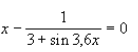 x - 1/(3 + sin 3,6x) = 0